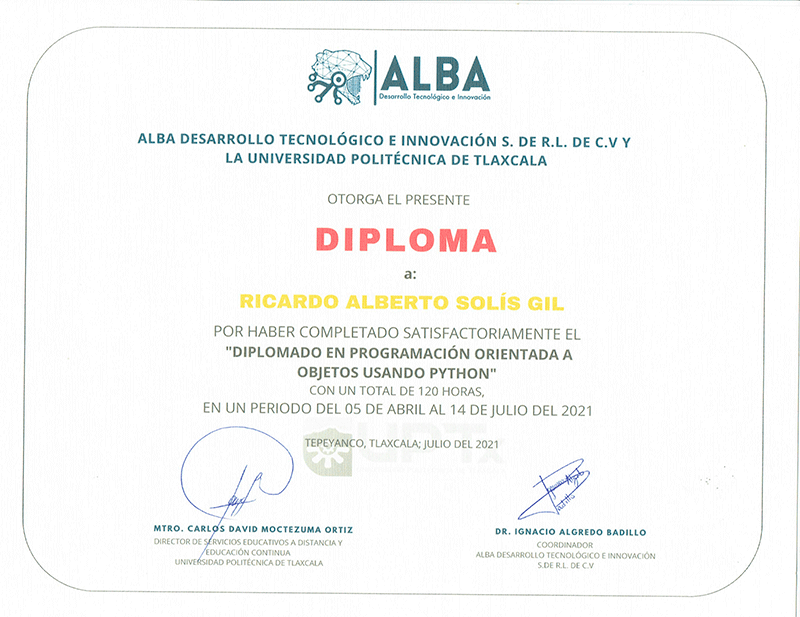 ALBA
Desarrollo Tecnológico e Innovación
ALBA DESARROLLO TECNOLÓGICO E INNOVACIÓN S. DE R.L. DE C.V Y
LA UNIVERSIDAD POLITÉCNICA DE TLAXCALA
OTORGA EL PRESENTE
DIPLOMA
a:
RICARDO ALBERTO SOLÍS GIL
POR HABER COMPLETADO SATISFACTORIAMENTE EL
"DIPLOMADO EN PROGRAMACIÓN ORIENTADA A
OBJETOS USANDO PYTHON"
CON UN TOTAL DE 120 HORAS,
EN UN PERIODO DEL 05 DE ABRIL AL 14 DE JULIO DEL 2021
TEPEYANCO, TLAXCALA; JULIO DEL 2021
UPTx
MTRO. CARLOS DAVID MOCTEZUMA ORTIZ
DIRECTOR DE SERVICIOS EDUCATIVOS A DISTANCIA Y
EDUCACIÓN CONTINUA
UNIVERSIDAD POLITÉCNICA DE TLAXCALA
DR. IGNACIO ALGREDO BADILLO
COORDINADOR
ALBA DESARROLLO TECNOLÓGICO E INNOVACIÓN
S.DE R.L. DE C.V